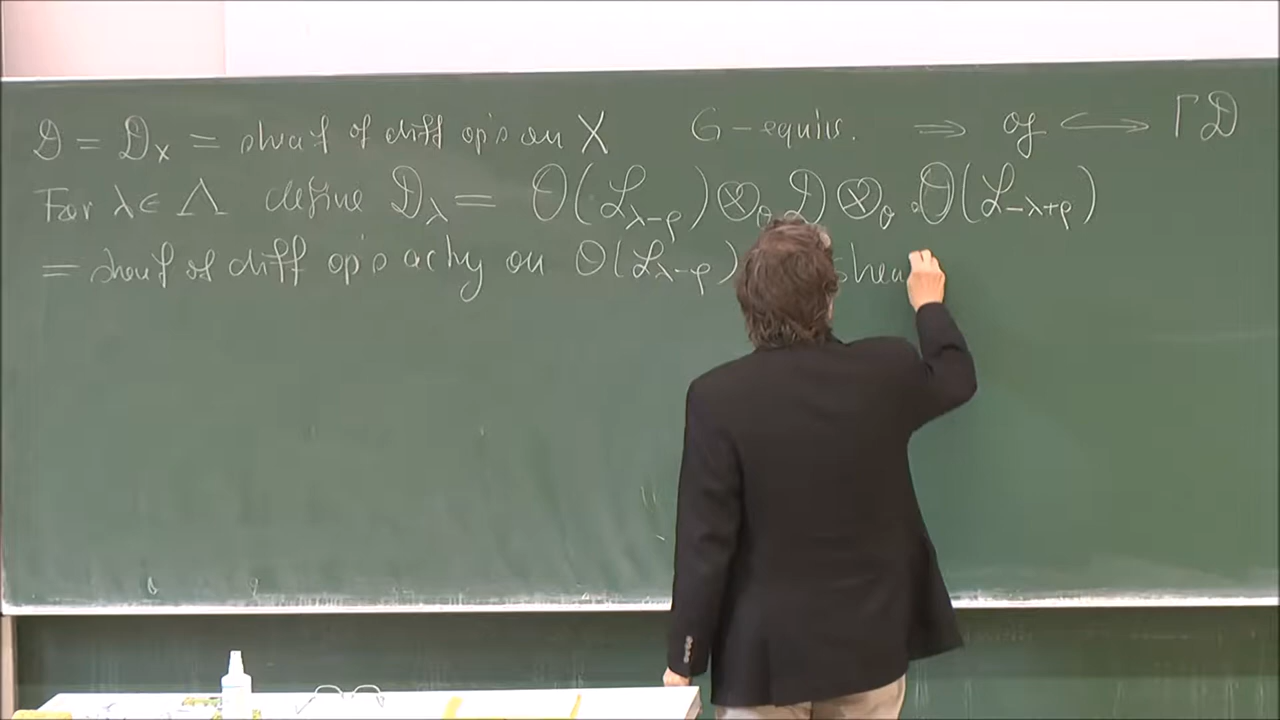 𝒟 = 𝒟_X = sheaf of diff op's on X G-equiv. ⇒ 𝔤 ⟷ Γ𝒟
For λ ∈ Λ define 𝒟_λ = 𝒪(ℒ_{λ-ρ}) ⊗_𝒪 𝒟 ⊗_𝒪 𝒪(ℒ_{-λ+ρ})
= sheaf of diff op's acting on 𝒪(ℒ_{λ-ρ}) shea